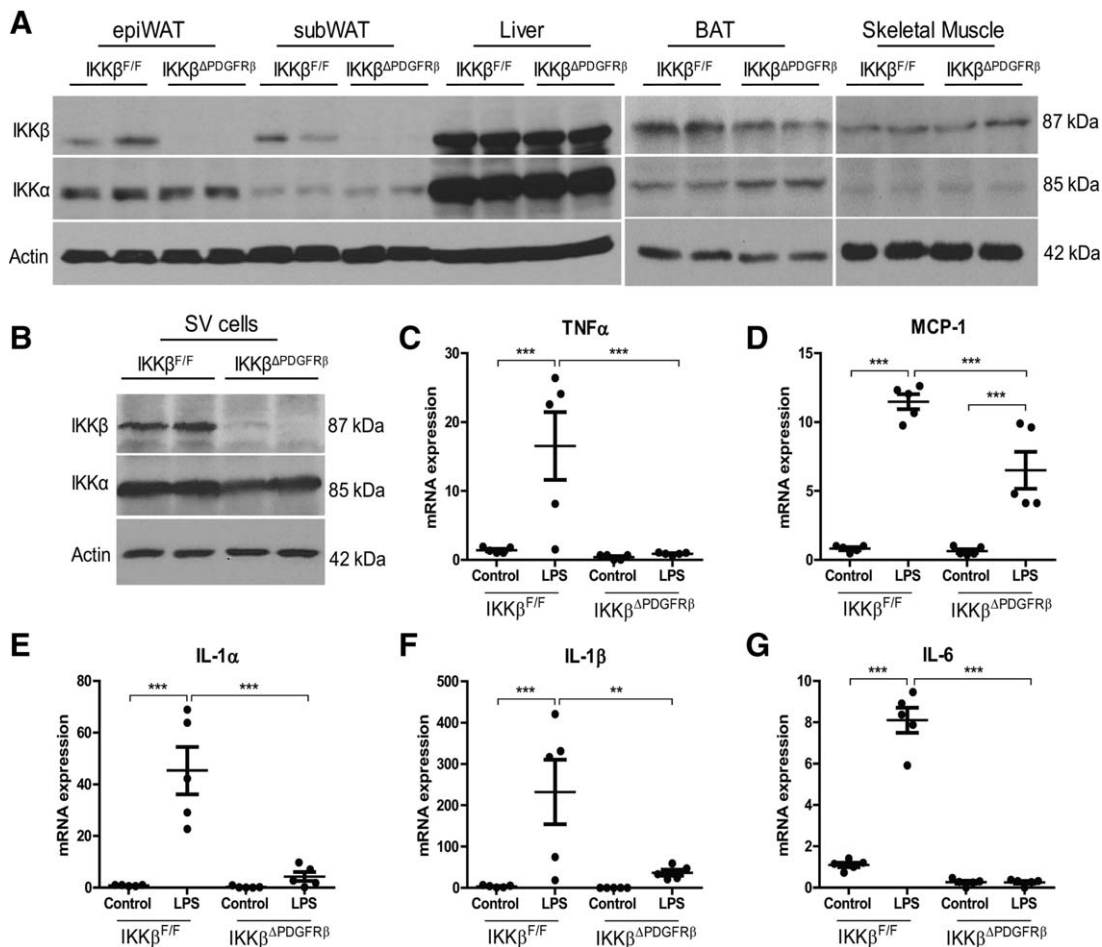 A
epiWAT subWAT Liver BAT Skeletal Muscle
IKKβF/F IKKβΔPDGFRβ IKKβF/F IKKβΔPDGFRβ IKKβF/F IKKβΔPDGFRβ IKKβF/F IKKβΔPDGFRβ IKKβF/F IKKβΔPDGFRβ
IKKβ 87 kDa
IKKα 85 kDa
Actin 42 kDa
B
SV cells
IKKβF/F IKKβΔPDGFRβ
IKKβ 87 kDa
IKKα 85 kDa
Actin 42 kDa
C
TNFα
mRNA expression
30
20
10
0
*** ***
Control LPS Control LPS
IKKβF/F IKKβΔPDGFRβ
D
MCP-1
mRNA expression
15
10
5
0
*** ***
***
Control LPS Control LPS
IKKβF/F IKKβΔPDGFRβ
E
IL-1α
mRNA expression
80
60
40
20
0
*** ***
Control LPS Control LPS
IKKβF/F IKKβΔPDGFRβ
F
IL-1β
mRNA expression
500
400
300
200
100
0
*** **
Control LPS Control LPS
IKKβF/F IKKβΔPDGFRβ
G
IL-6
mRNA expression
10
8
6
4
2
0
*** ***
Control LPS Control LPS
IKKβF/F IKKβΔPDGFRβ